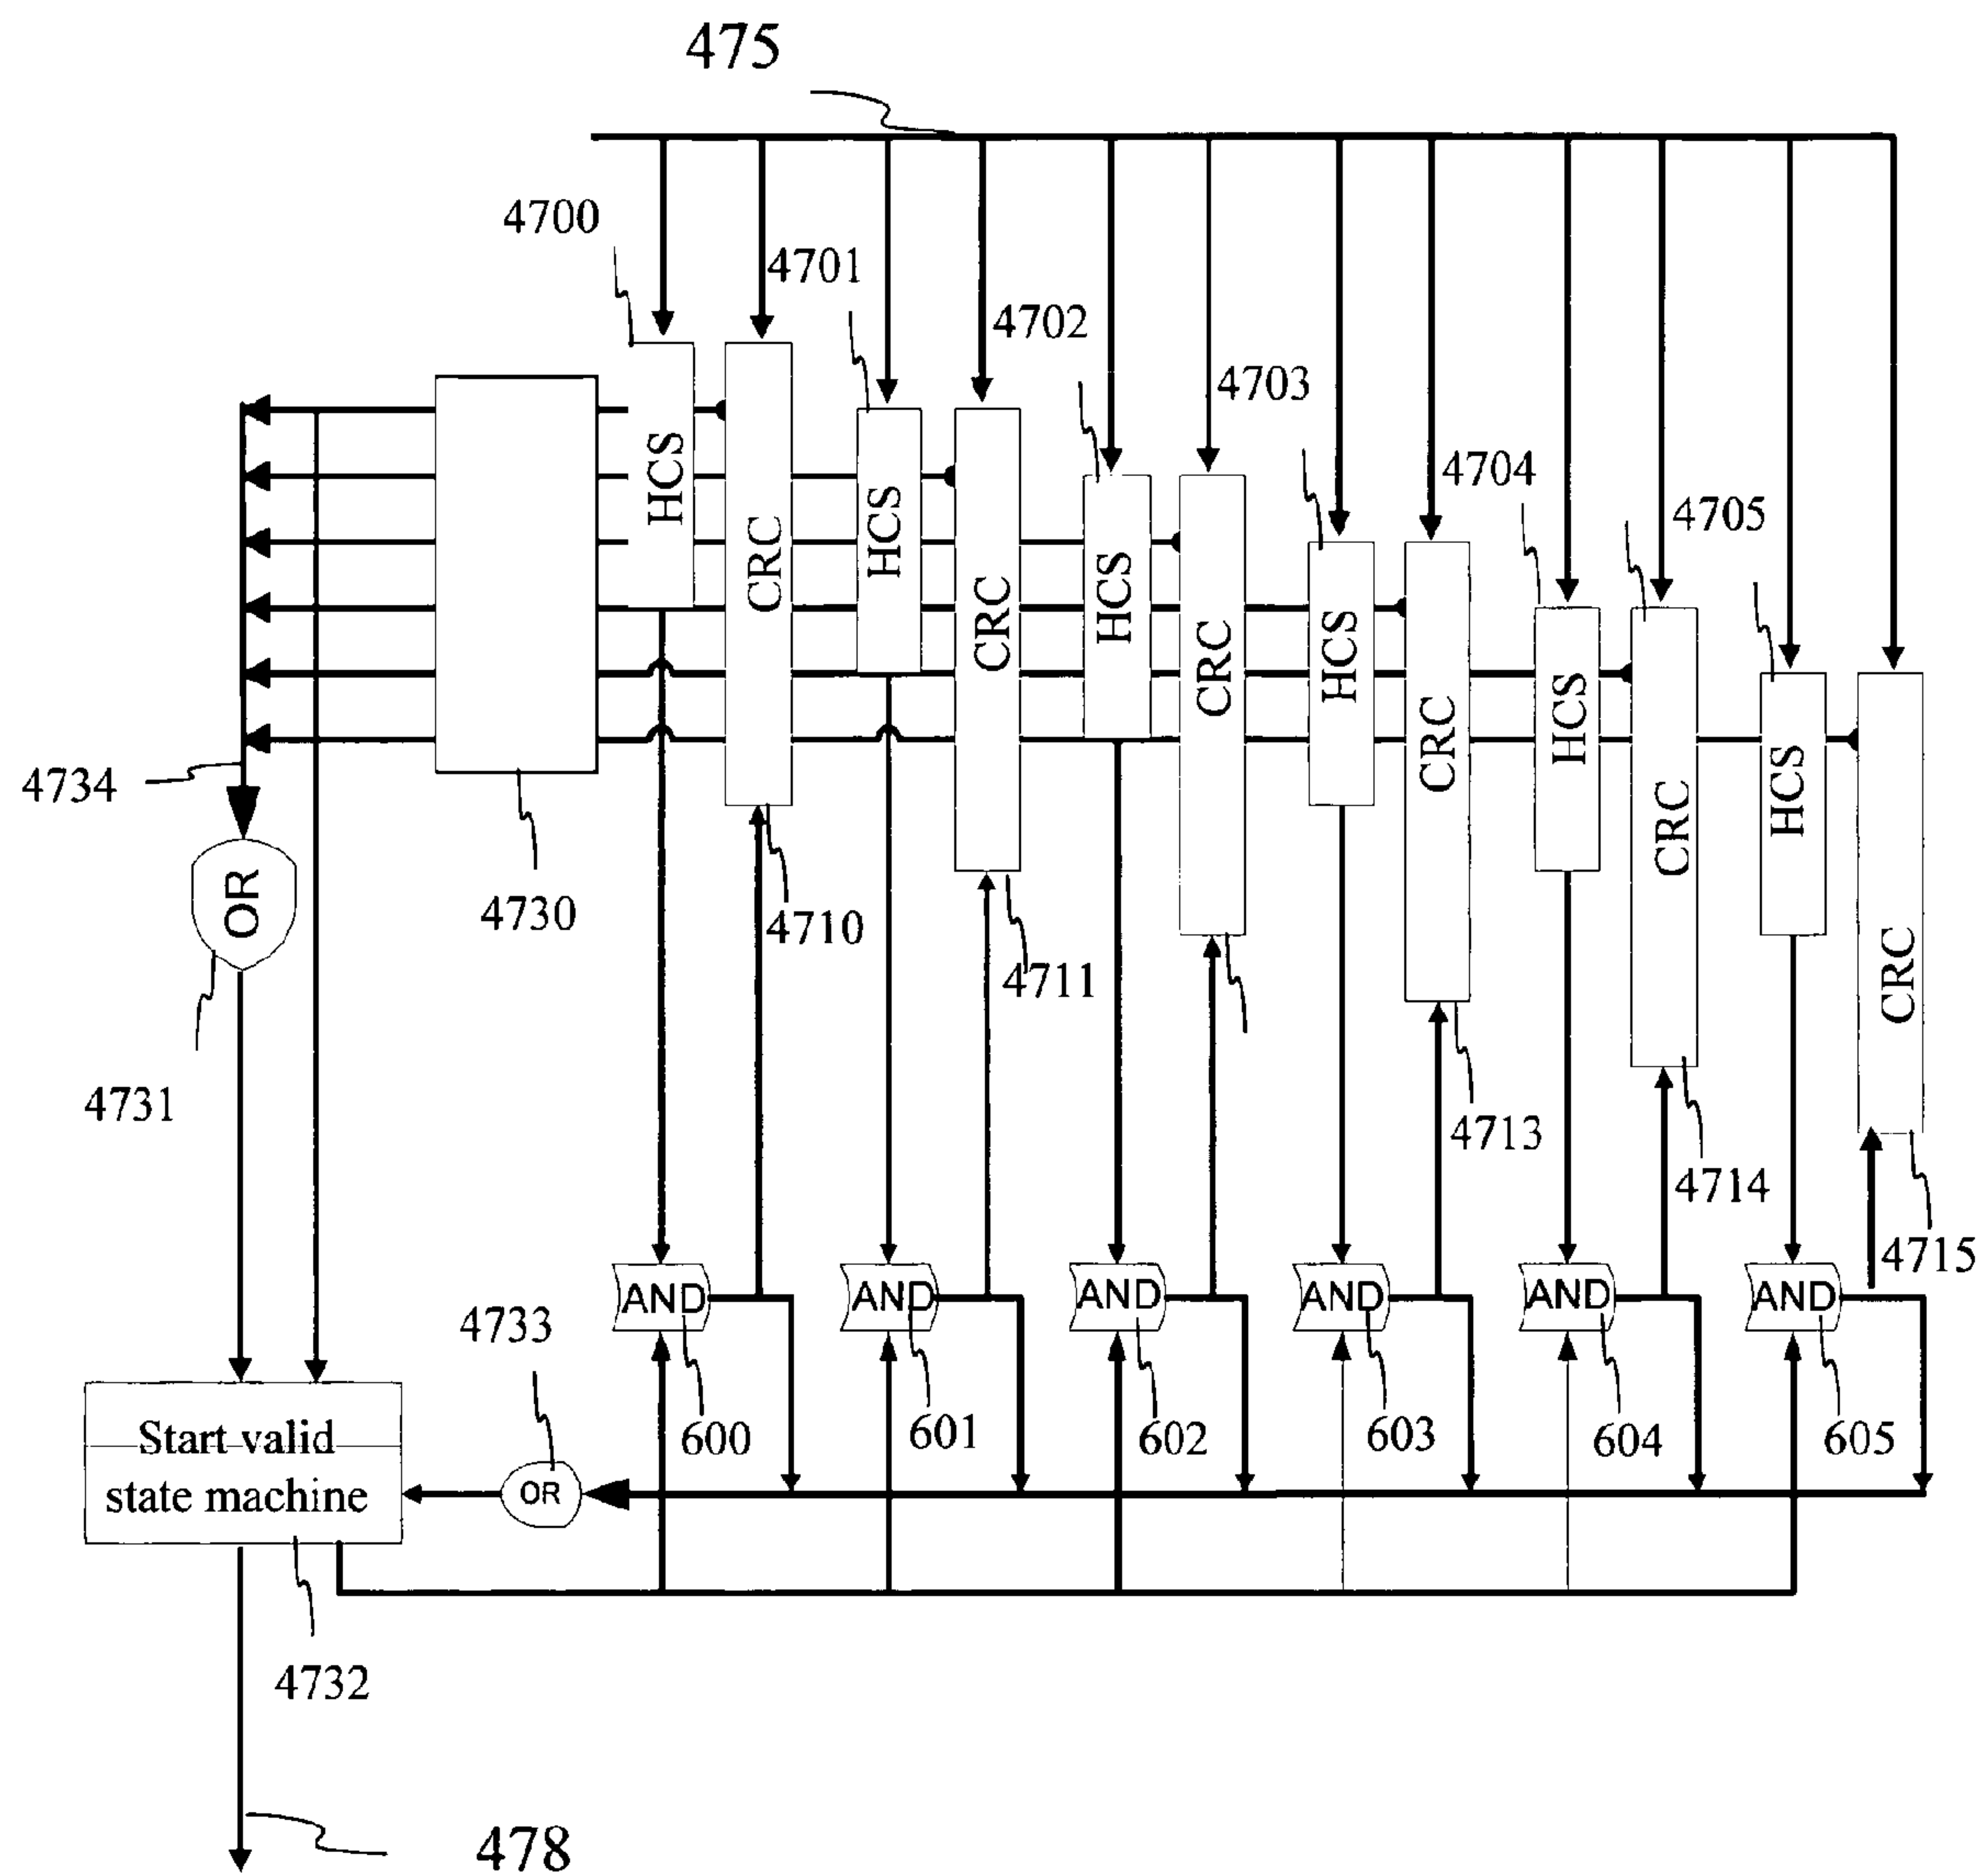 475
4700
4701
4702
4703
4704
4705
HCS
CRC
HCS
CRC
HCS
CRC
HCS
CRC
HCS
CRC
HCS
CRC
4734
OR
4730
4710
4711
4731
4713
4714
4715
AND
AND
AND
AND
AND
AND
4733
600
601
602
603
604
605
Start valid
state machine
OR
4732
478